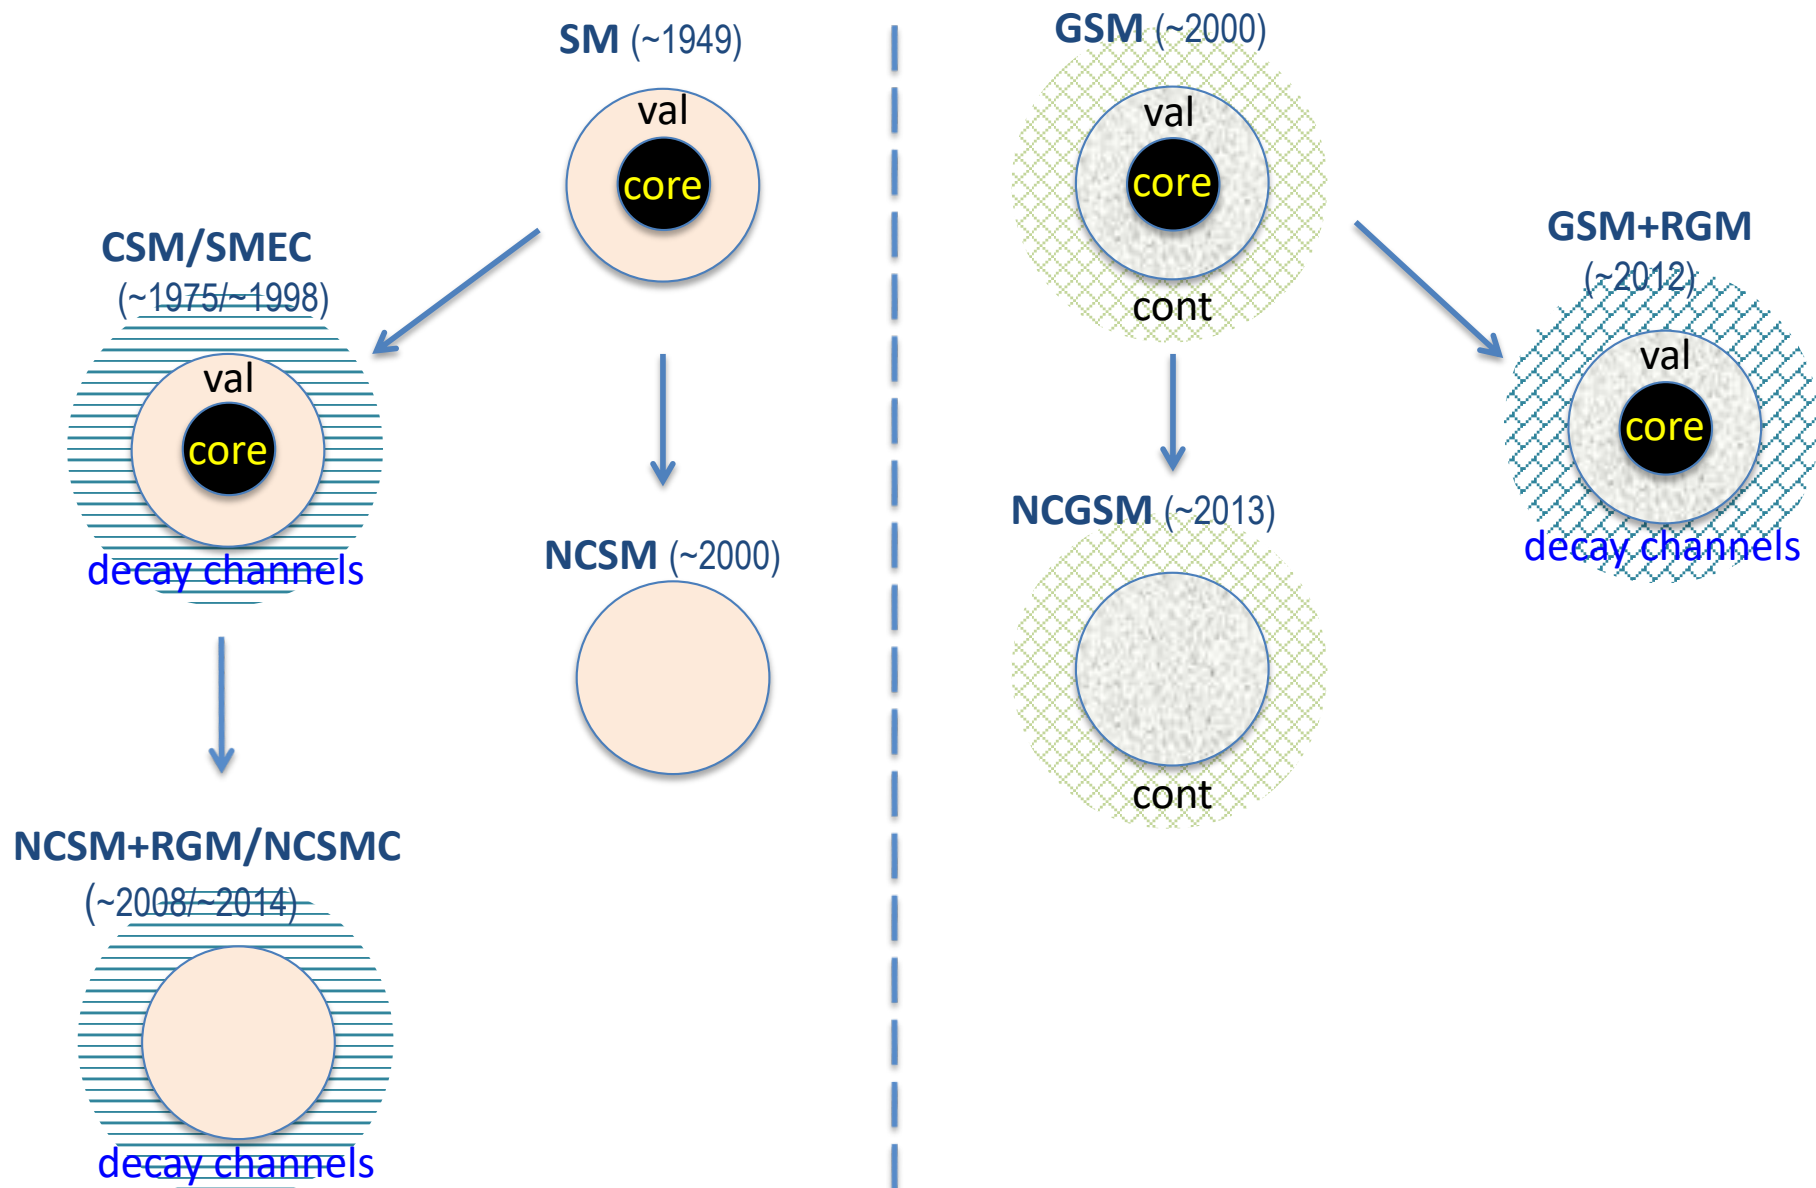 SM (~1949)
val
core
CSM/SMEC
(~1975/~1998)
val
core
decay channels
NCSM (~2000)
NCSM+RGM/NCSMC
(~2008/~2014)
decay channels
GSM (~2000)
val
core
cont
GSM+RGM
(~2012)
val
core
decay channels
NCGSM (~2013)
cont